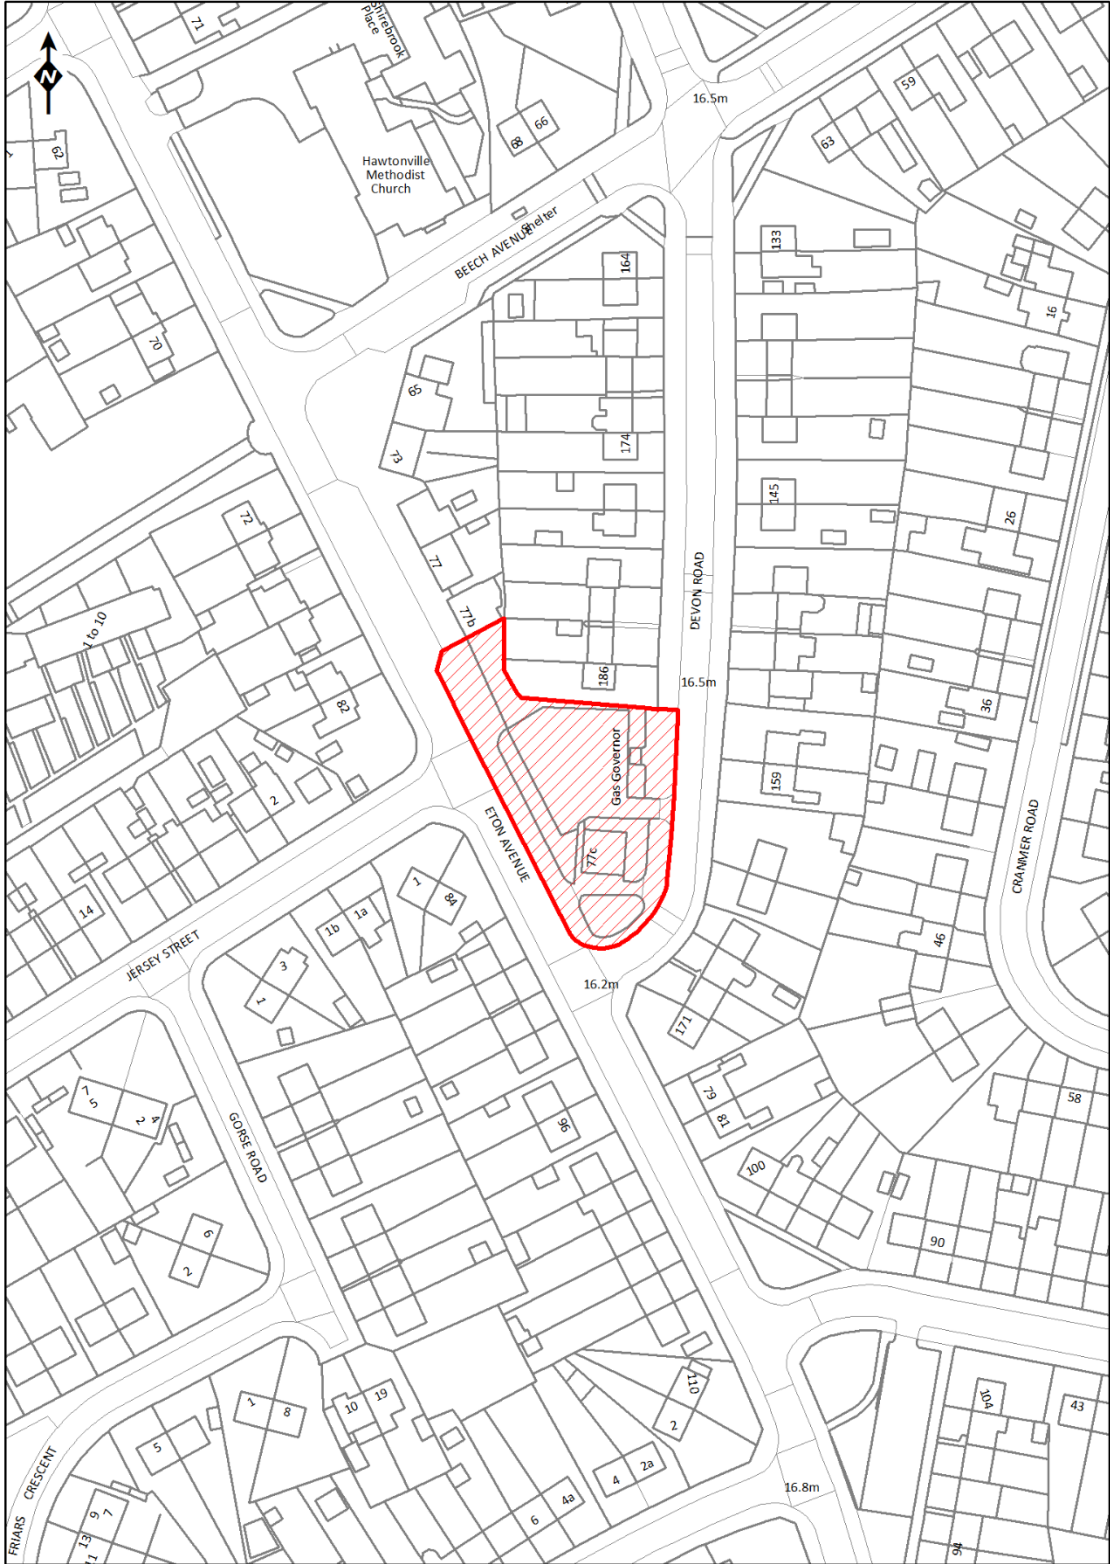 71
Shirebrook
Place
N
59
16.5m
66
68
63
62
1
Hawtonville
Methodist
Church
Shelter
BEECH AVENUE
133
164
16
70
65
174
73
145
26
72
77
DEVON ROAD
77b
1 to 10
186
16.5m
36
82
Gas Governor
159
2
ETON AVENUE
CRANMER ROAD
77c
1
84
14
1a
1b
46
JERSEY STREET
3
1
16.2m
171
7
5
4
2
79
81
58
96
GORSE ROAD
100
6
2
90
110
19
10
1
8
104
43
2
5
2a
4
FRIARS CRESCENT
16.8m
4a
6
9
7
13
11
94